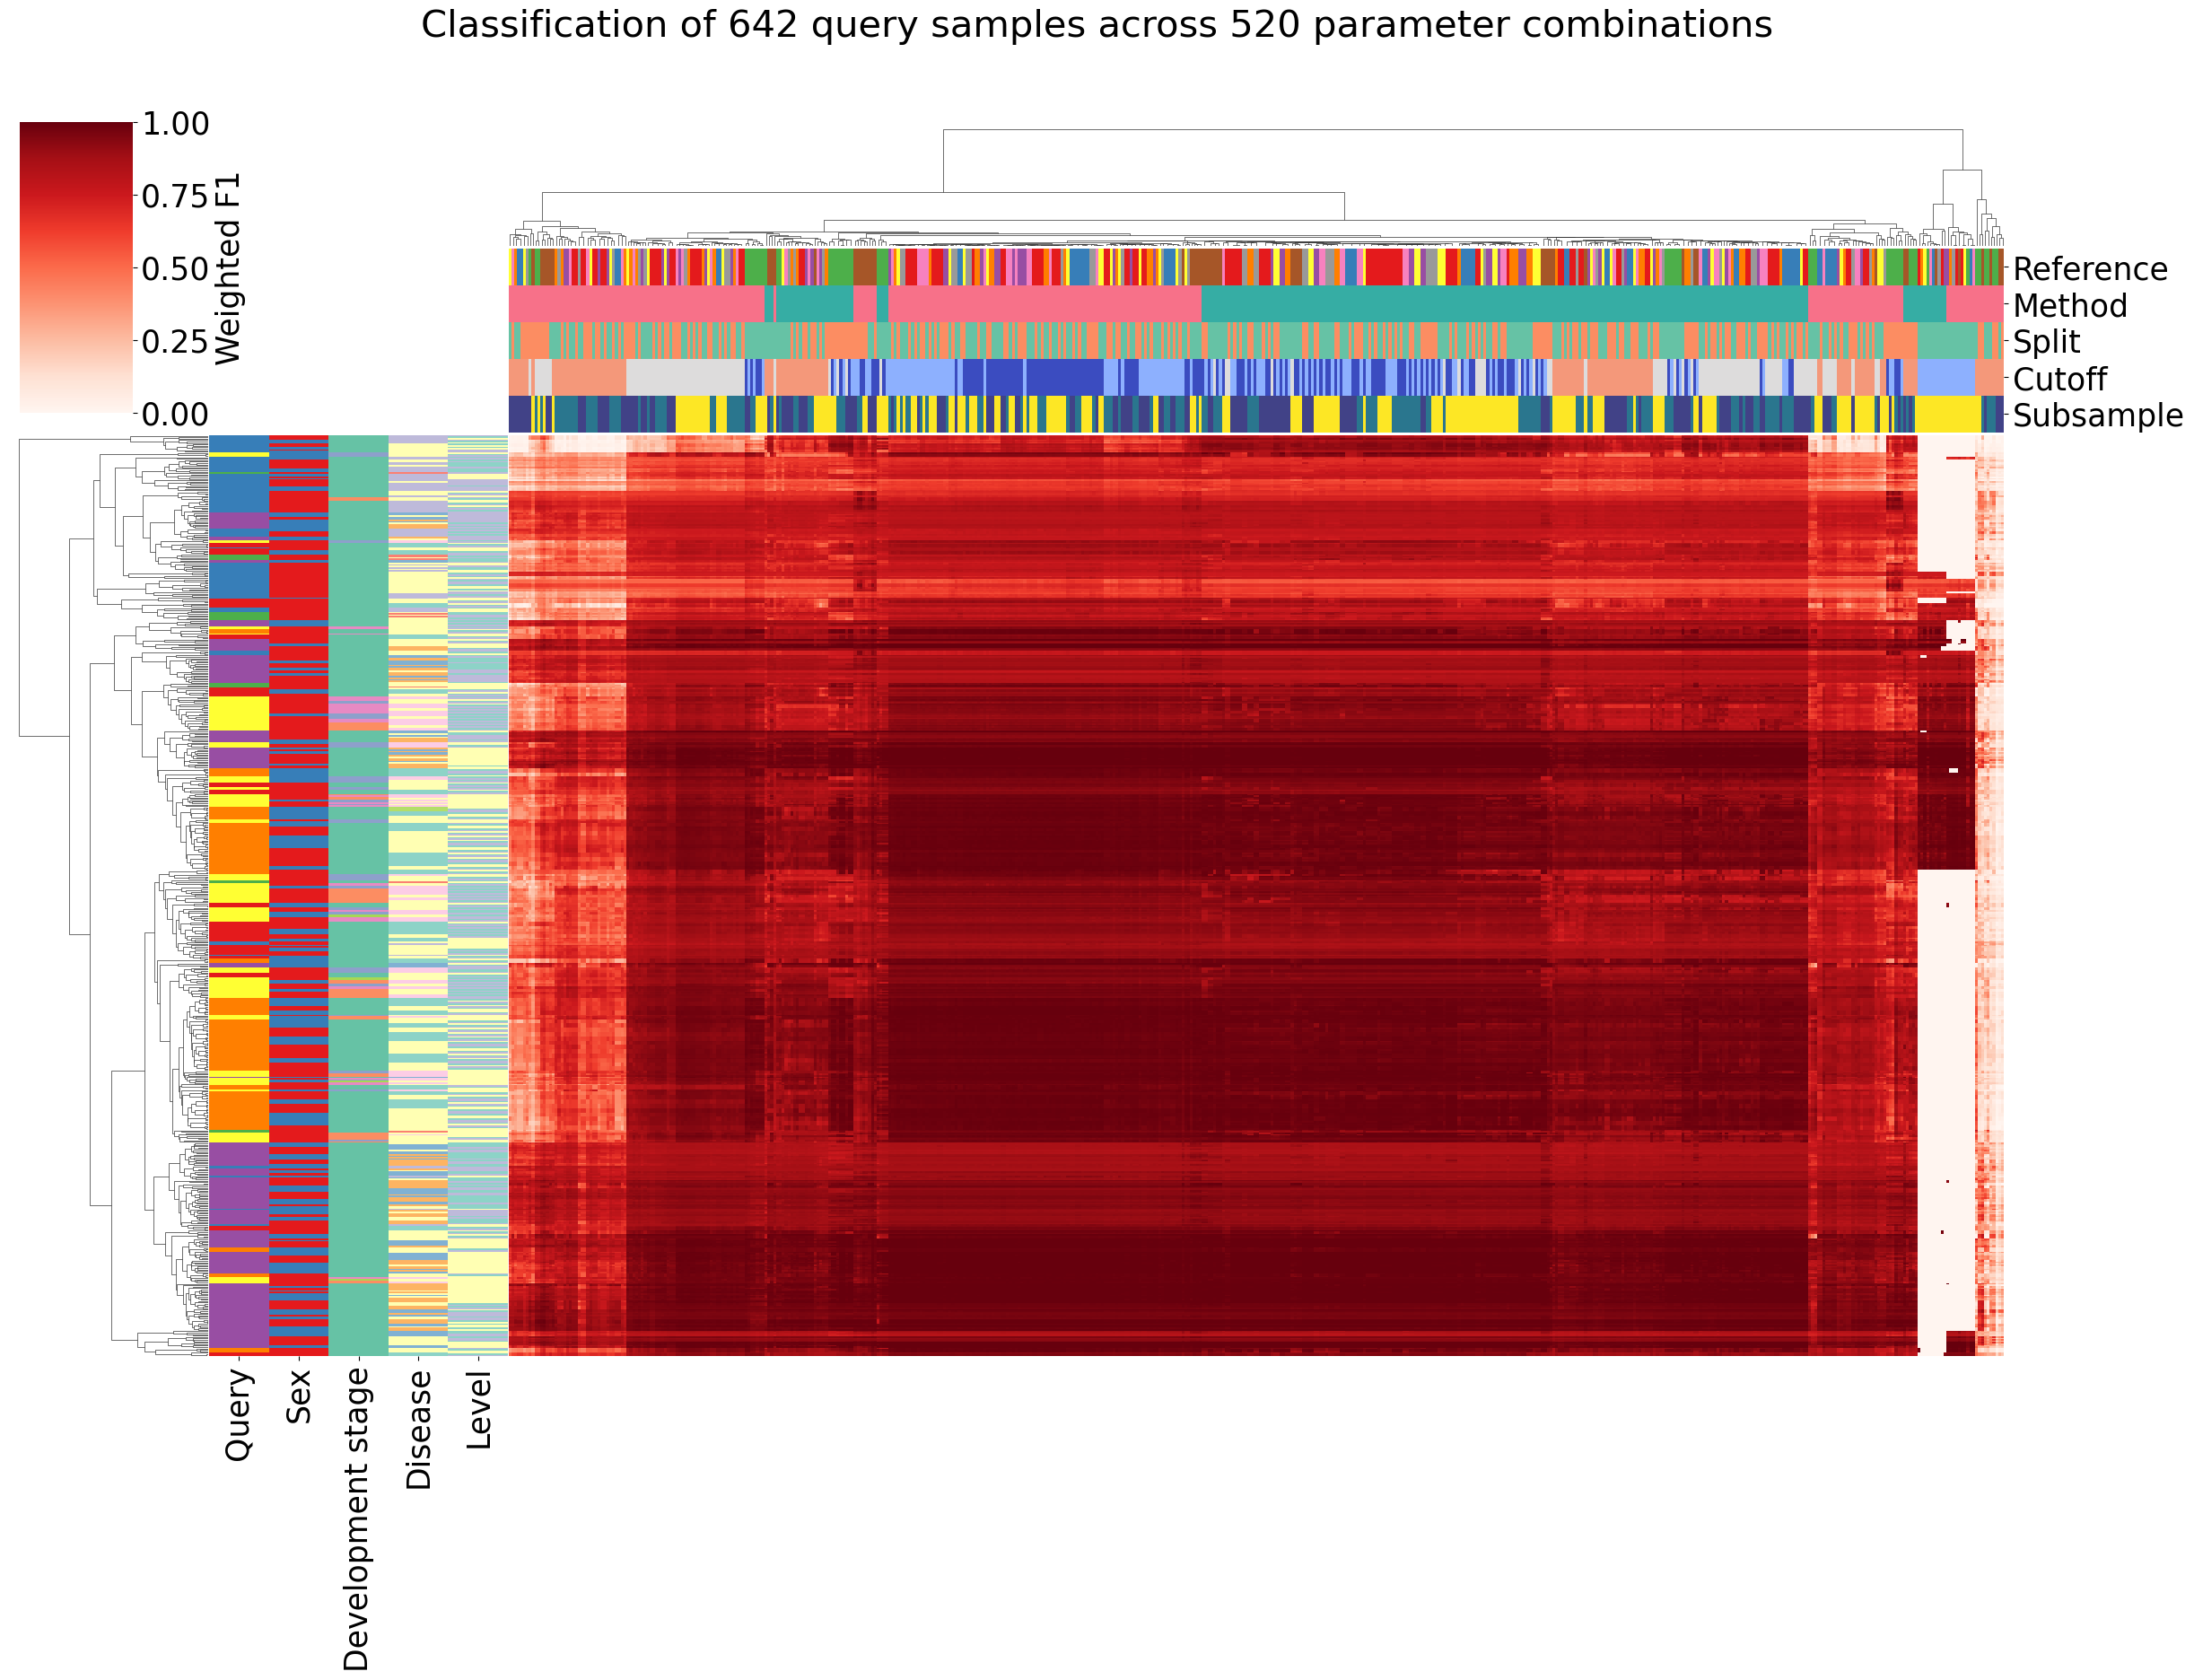 Classification of 642 query samples across 520 parameter combinations
1.00
0.75
0.50
0.25
0.00
Weighted F1
Reference
Method
Split
Cutoff
Subsample
Query
Sex
Development stage
Disease
Level